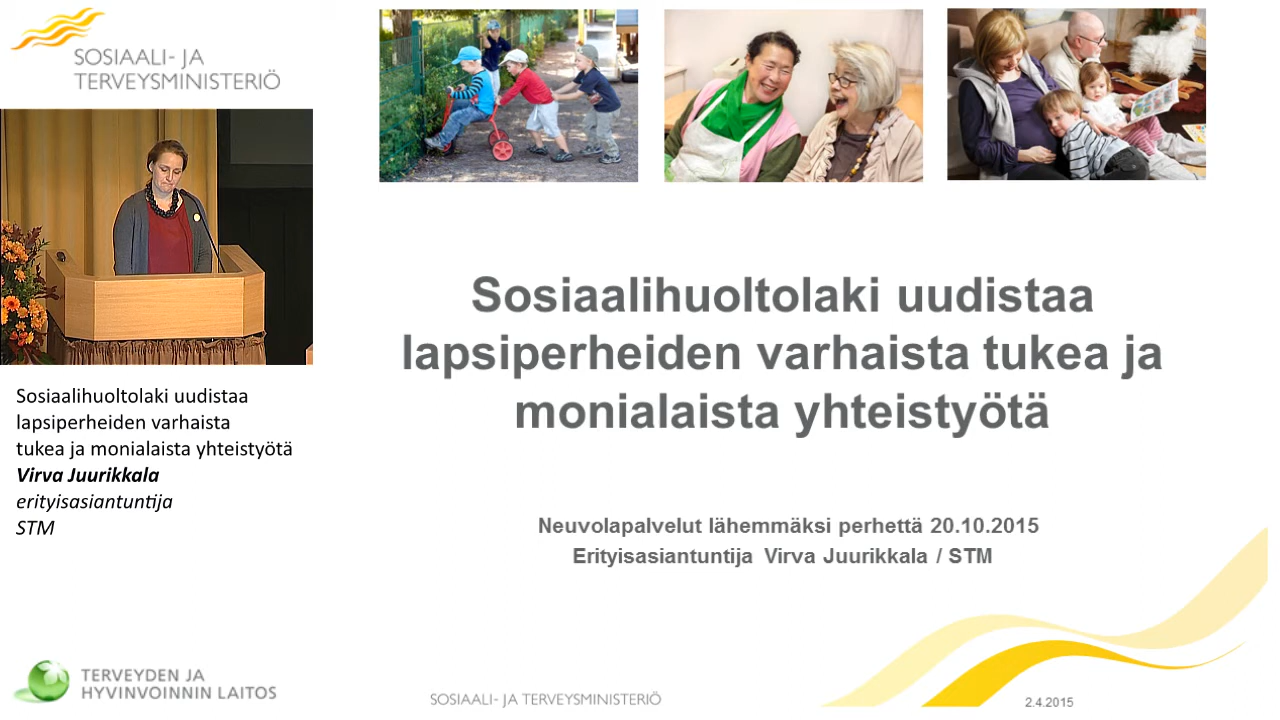 SOSIAALI- JA
TERVEYSMINISTERIÖ
Sosiaalihuoltolaki uudistaa
lapsiperheiden varhaista
tukea ja monialaista yhteistyötä
Virva Juurikkala
erityisasiantuntija
STM
TERVEYDEN JA
HYVINVOINNIN LAITOS
Sosiaalihuoltolaki uudistaa
lapsiperheiden varhaista tukea ja
monialaista yhteistyötä
Neuvolapalvelut lähemmäksi perhettä 20.10.2015
Erityisasiantuntija Virva Juurikkala / STM
SOSIAALI- JA TERVEYSMINISTERIÖ
2.4.2015